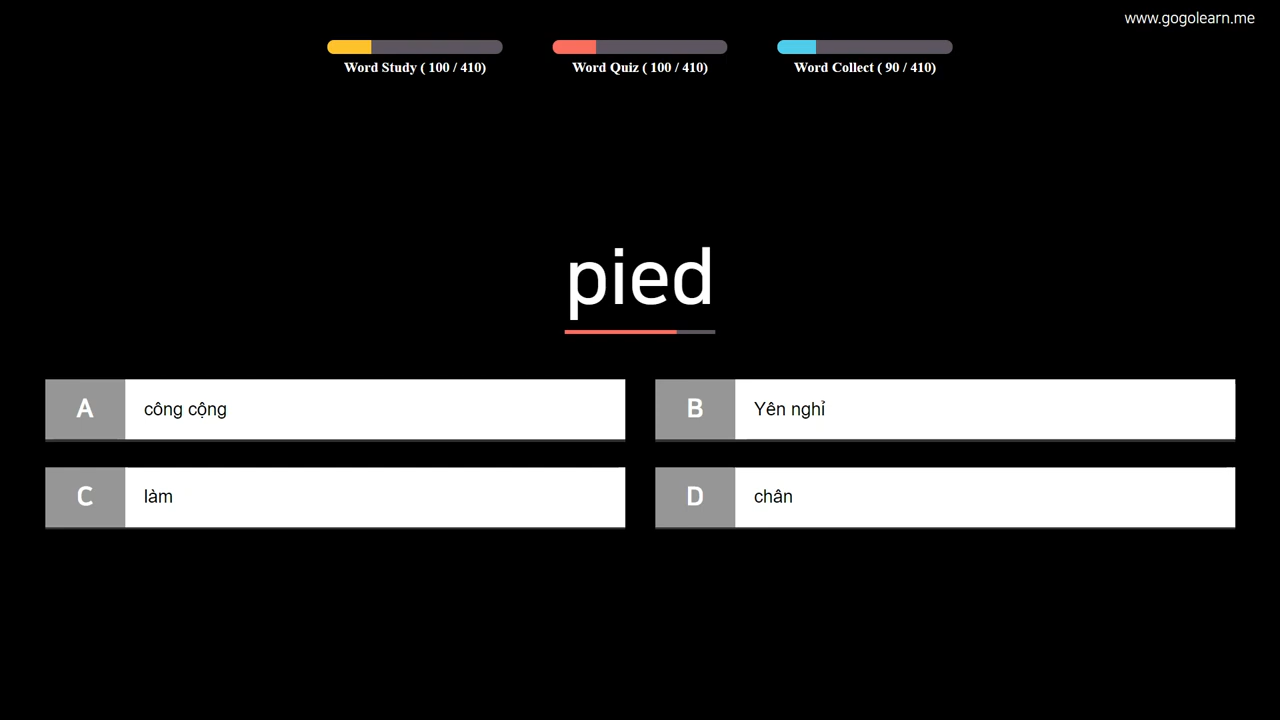 www.gogolearn.me
Word Study ( 100 / 410)
Word Quiz ( 100 / 410)
Word Collect ( 90 / 410)
pied
A công cộng
B Yên nghỉ
C làm
D chân